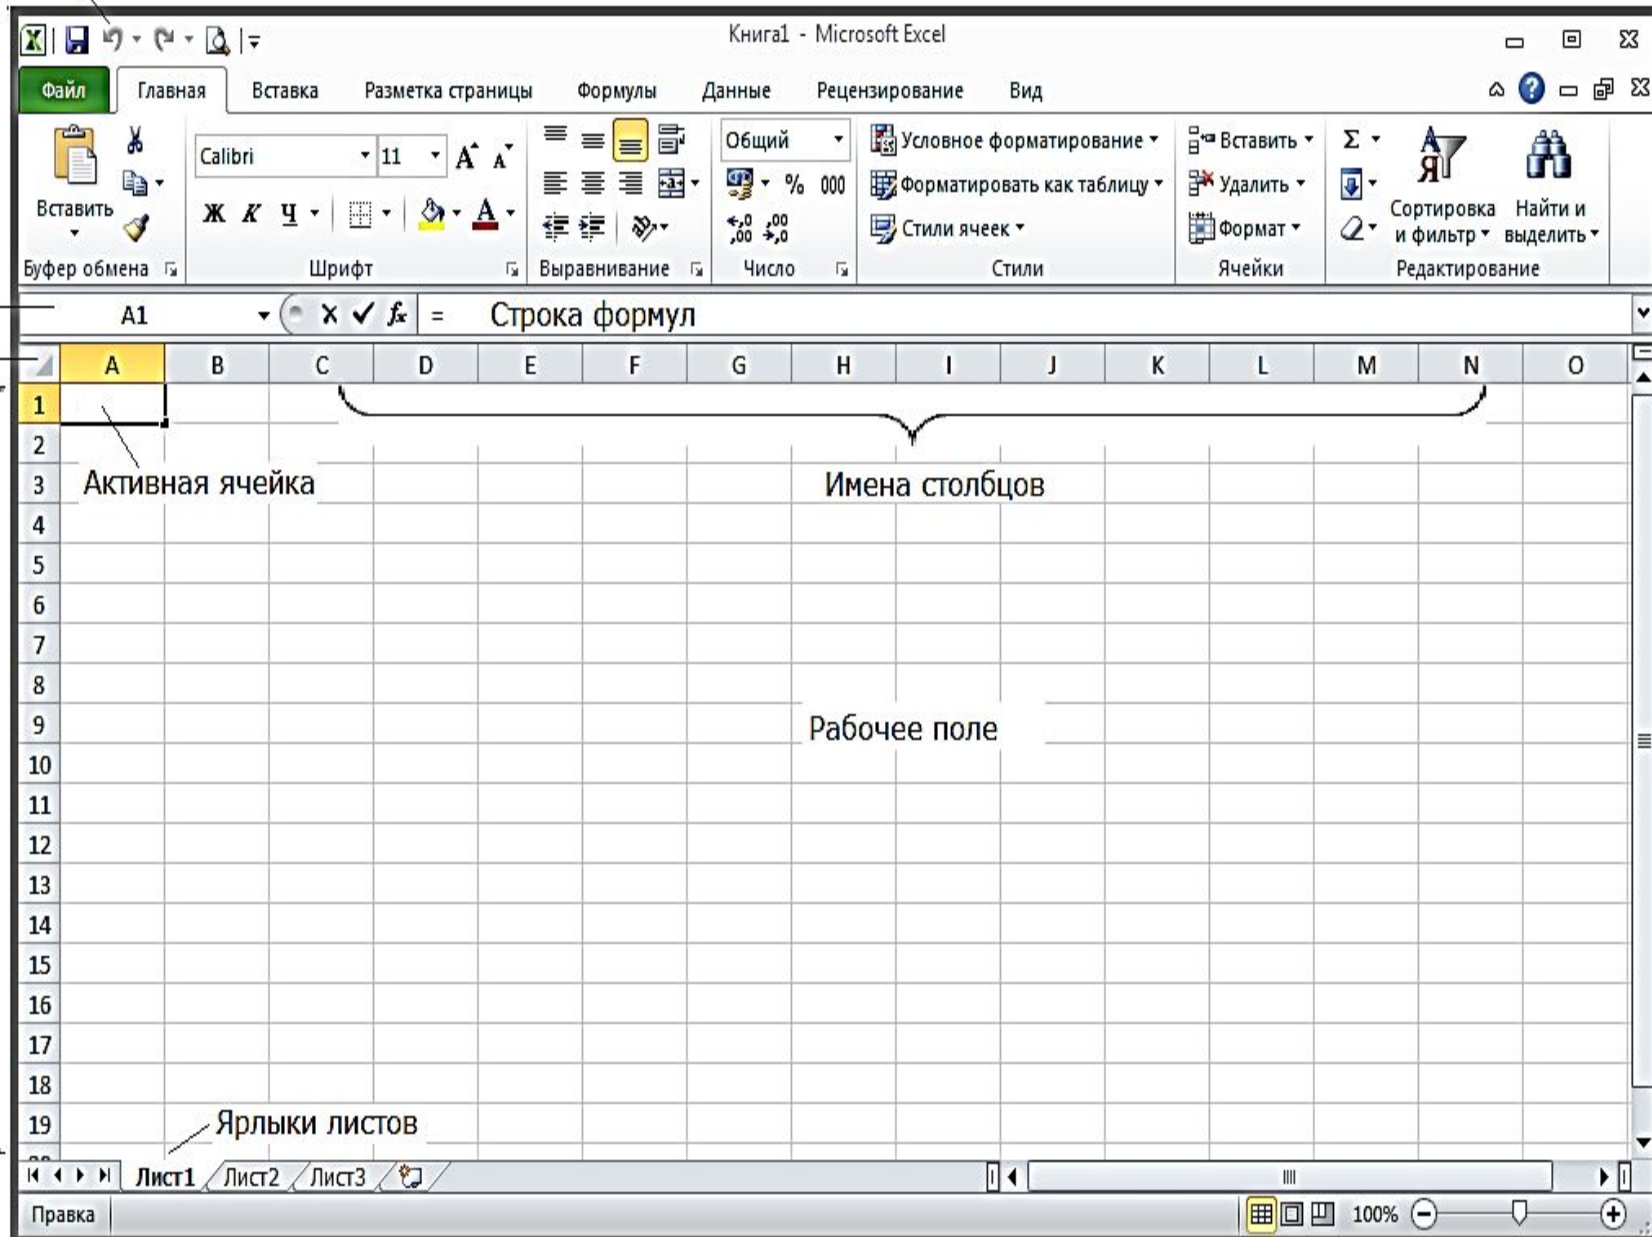 Книга1 - Microsoft Excel
Файл Главная Вставка Разметка страницы Формулы Данные Рецензирование Вид
Calibri 11 A A Общий Условное форматирование Вставить Σ
Форматировать как таблицу Удалить
% 000
Вставить Ж К Ч А Стили ячеек Формат Сортировка и фильтр Найти и выделить
Буфер обмена Шрифт Выравнивание Число Стили Ячейки Редактирование
A1 fx = Строка формул
A B C D E F G H I J K L M N O
1
2
3 Активная ячейка Имена столбцов
4
5
6
7
8
9 Рабочее поле
10
11
12
13
14
15
16
17
18
19 Ярлыки листов
Лист1 Лист2 Лист3
Правка 100%